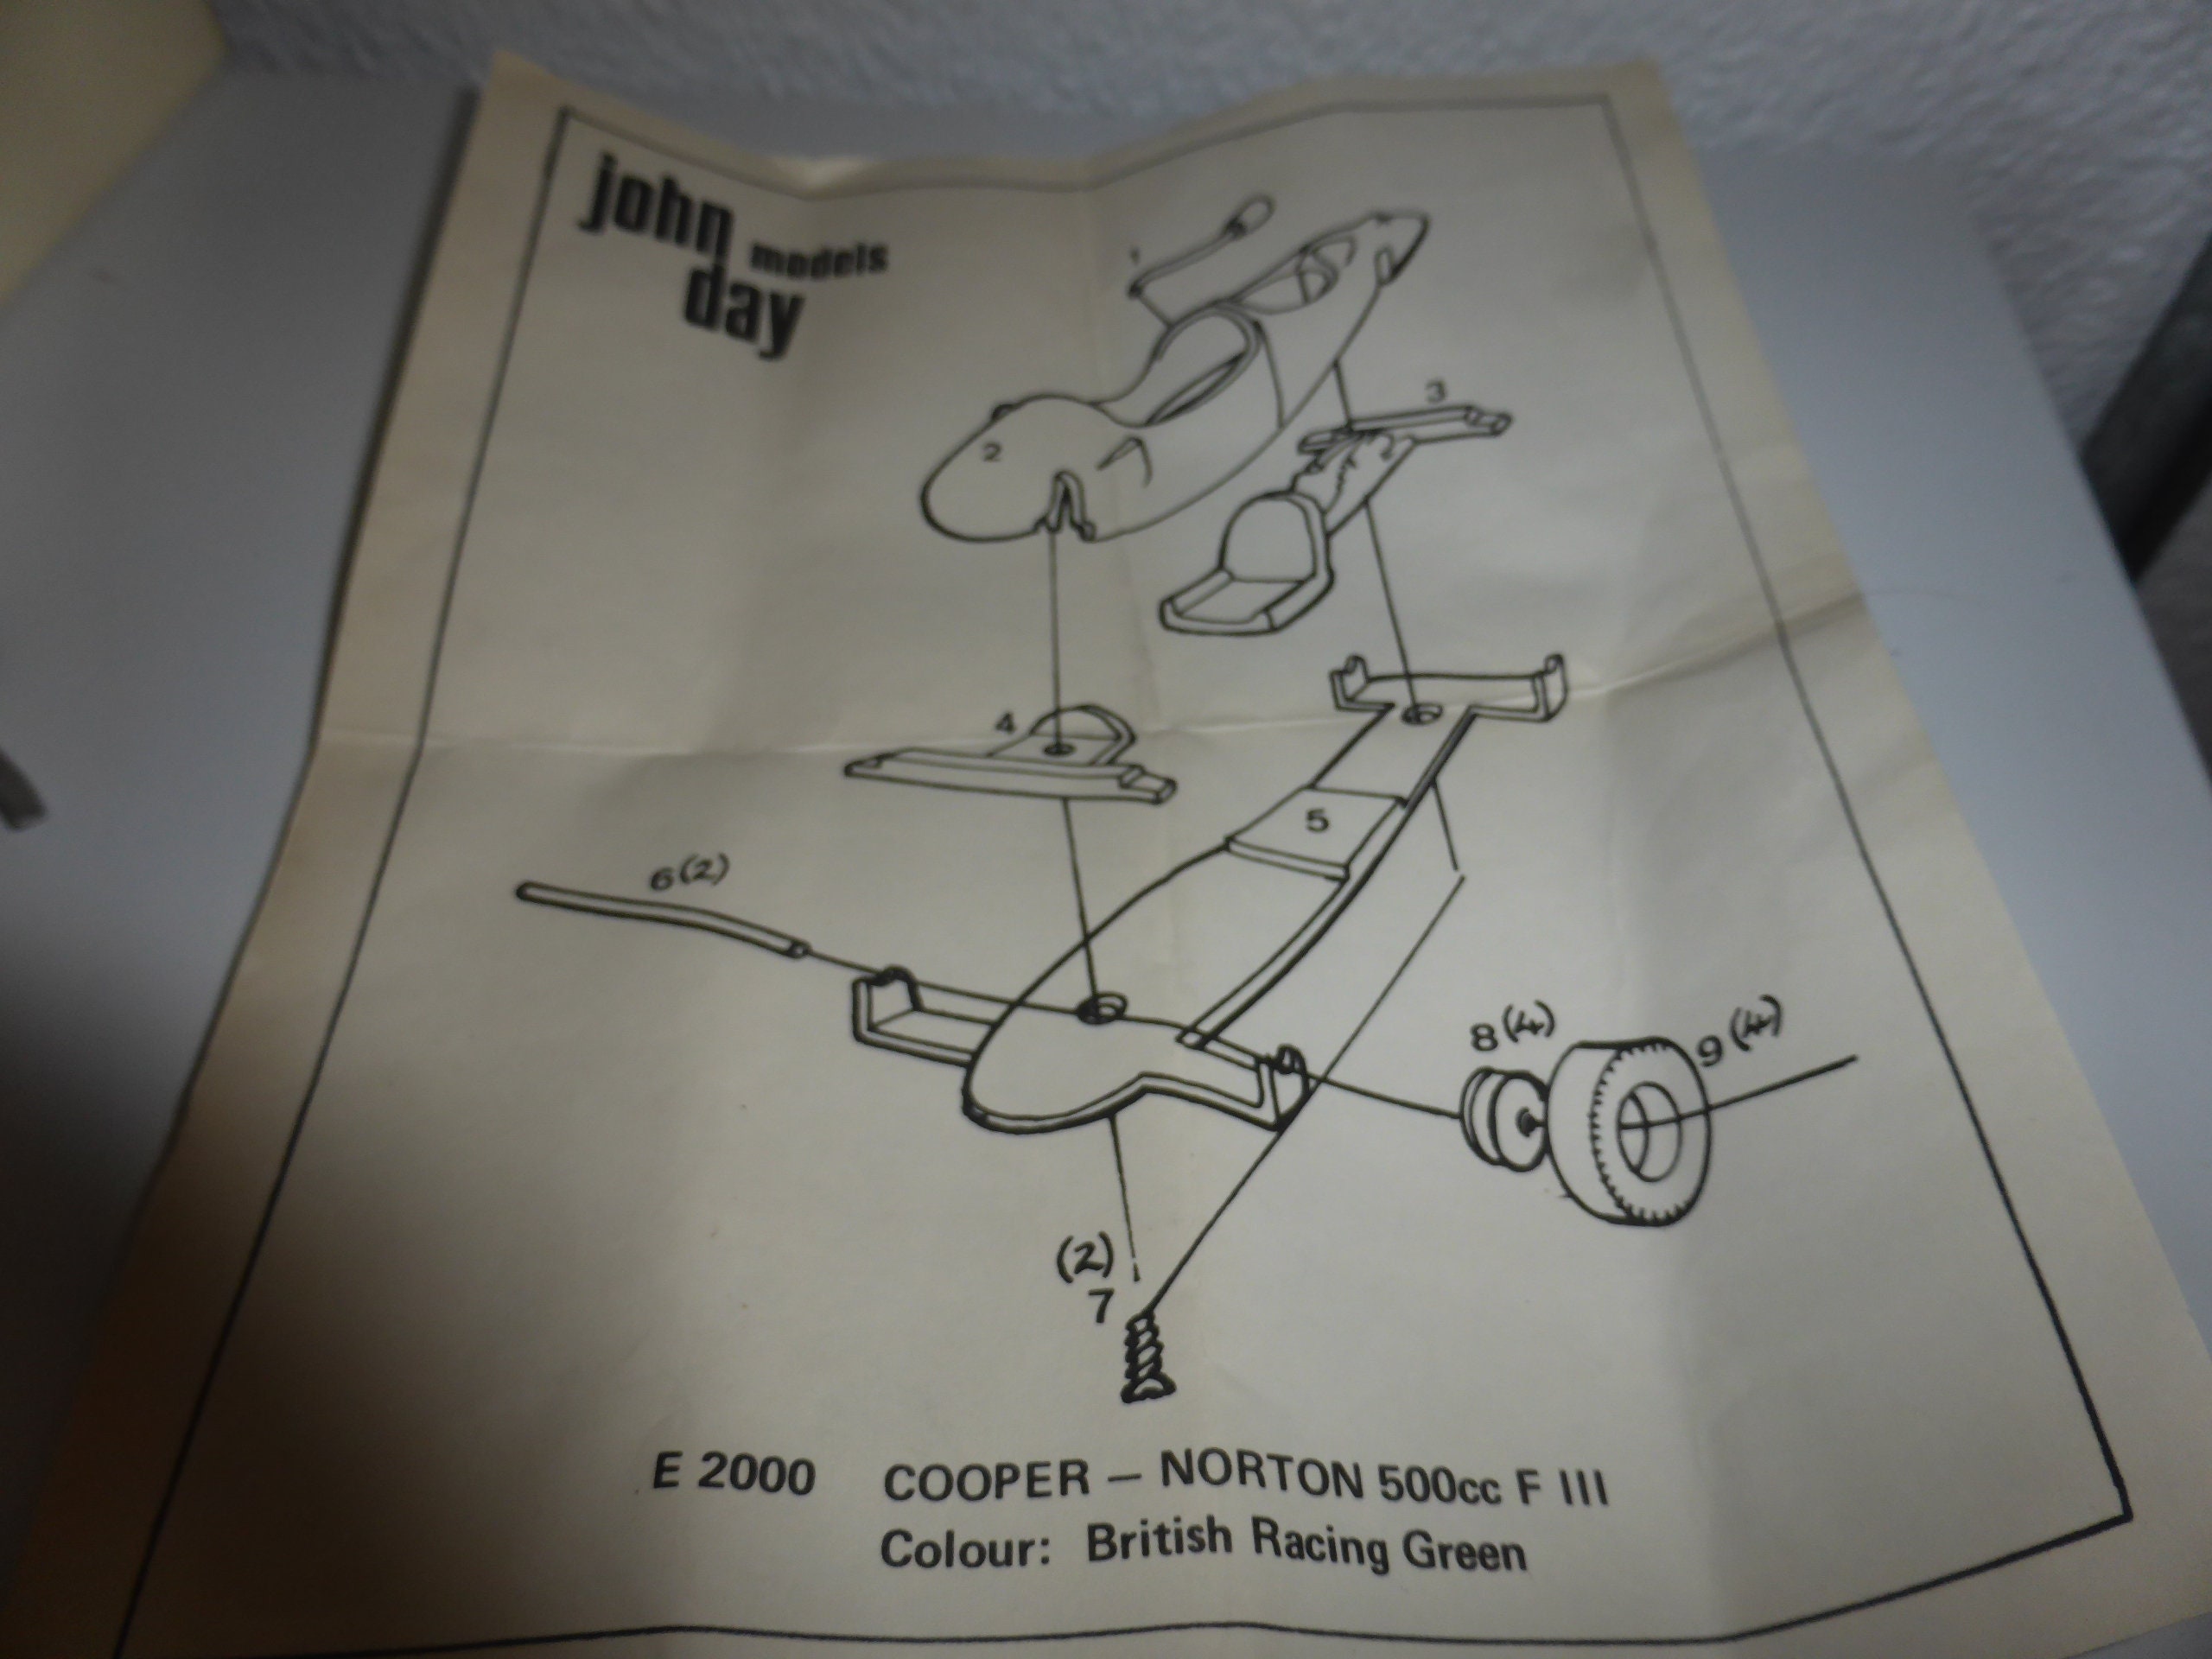 john models
day
1
2
3
4
5
6(2)
8(4)
9(4)
(2)
7
E 2000 COOPER – NORTON 500cc F III
Colour: British Racing Green